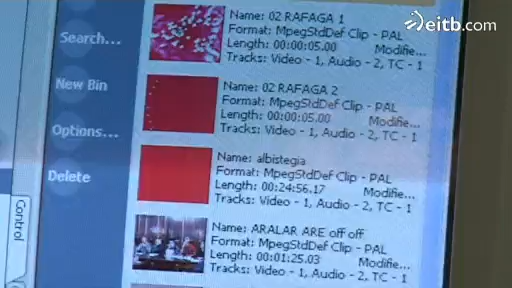 eitb.com
Search...
New Bin
Options...
Delete
Control
Name: 02 RAFAGA 1
Format: MpegStdDef Clip - PAL
Length: 00:00:05.00 Modifie...
Tracks: Video - 1, Audio - 2, TC - 1
Name: 02 RAFAGA 2
Format: MpegStdDef Clip - PAL
Length: 00:00:05.00 Modifie...
Tracks: Video - 1, Audio - 2, TC - 1
Name: albistegia
Format: MpegStdDef Clip - PAL
Length: 00:24:56.17 Modifie...
Tracks: Video - 1, Audio - 2, TC - 1
Name: ARALAR ARE off off
Format: MpegStdDef Clip - PAL
Length: 00:01:25.03 Modifie...
Tracks: Video - 1, Audio - 2, TC - 1